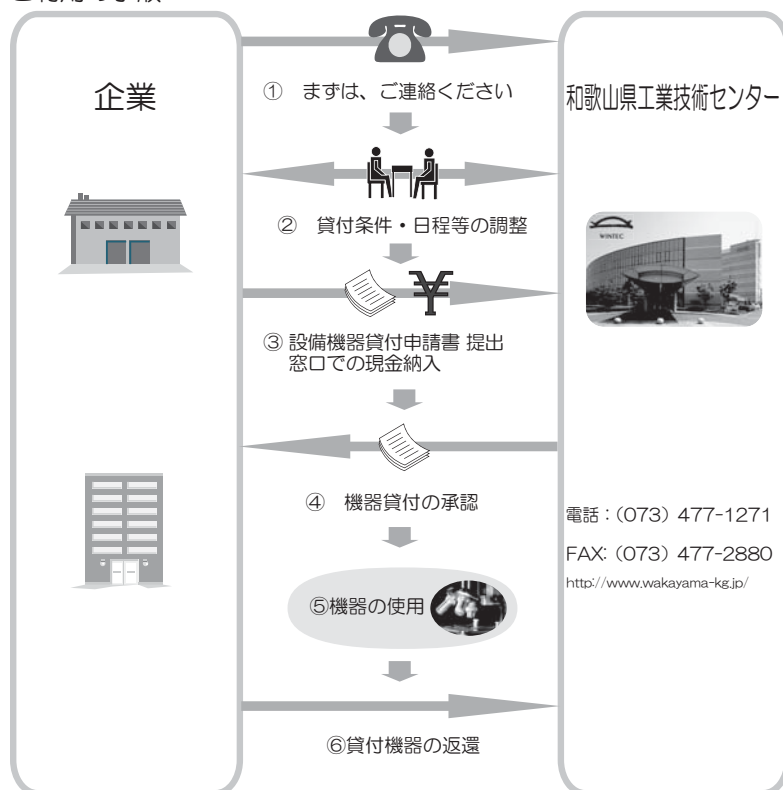 企業
和歌山県工業技術センター
① まずは、ご連絡ください
② 貸付条件・日程等の調整
WINTEC
③ 設備機器貸付申請書 提出
窓口での現金納入
④ 機器貸付の承認
⑤機器の使用
⑥貸付機器の返還
電話：(073) 477-1271
FAX: (073) 477-2880
http://www.wakayama-kg.jp/